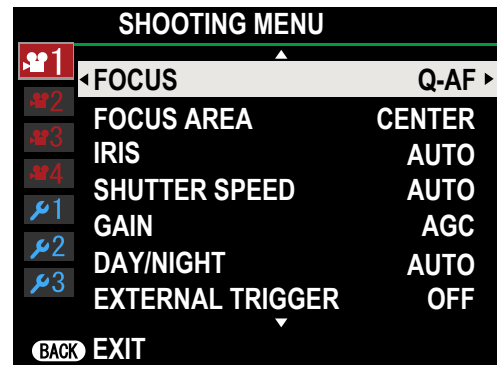 SHOOTING MENU
1
2
3
4
1
2
3
FOCUS Q-AF
FOCUS AREA CENTER
IRIS AUTO
SHUTTER SPEED AUTO
GAIN AGC
DAY/NIGHT AUTO
EXTERNAL TRIGGER OFF
BACK EXIT